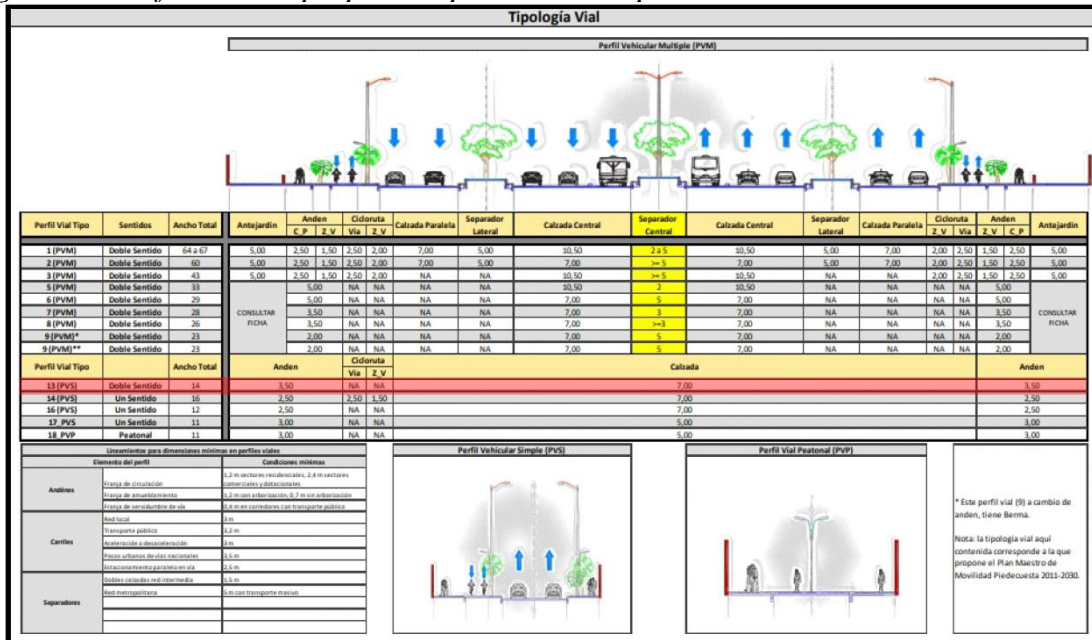 Tipología Vial
Perfil Vehicular Multiple (PVM)
Perfil Vial Tipo Sentidos Ancho Total Antejardin Anden Cicloruta Calzada Paralela Separador Lateral Calzada Central Separador Central Calzada Central Separador Lateral Calzada Paralela Cicloruta Anden Antejardin
C_P Z_V Via Z_V Z_V Via Z_V C_P
1 (PVM) Doble Sentido 64 a 67 5,00 2,50 1,50 2,50 2,00 7,00 5,00 10,50 2 a 5 10,50 5,00 7,00 2,00 2,50 1,50 2,50 5,00
2 (PVM) Doble Sentido 60 5,00 2,50 1,50 2,50 2,00 7,00 5,00 7,00 >= 5 7,00 5,00 7,00 2,00 2,50 1,50 2,50 5,00
3 (PVM) Doble Sentido 43 5,00 2,50 1,50 2,50 2,00 NA NA 10,50 >= 5 10,50 NA NA 2,00 2,50 1,50 2,50 5,00
5 (PVM) Doble Sentido 33 CONSULTAR FICHA 5,00 NA NA NA NA 10,50 2 10,50 NA NA NA NA 5,00 CONSULTAR FICHA
6 (PVM) Doble Sentido 29 5,00 NA NA NA NA 7,00 5 7,00 NA NA NA NA 5,00
7 (PVM) Doble Sentido 28 3,50 NA NA NA NA 7,00 3 7,00 NA NA NA NA 3,50
8 (PVM) Doble Sentido 26 3,50 NA NA NA NA 7,00 >=3 7,00 NA NA NA NA 3,50
9 (PVM)* Doble Sentido 23 2,00 NA NA NA NA 7,00 5 7,00 NA NA NA NA 2,00
9 (PVM)** Doble Sentido 23 2,00 NA NA NA NA 7,00 5 7,00 NA NA NA NA 2,00
Perfil Vial Tipo Ancho Total Anden Cicloruta Calzada Anden
Via Z_V
13 (PVS) Doble Sentido 14 3,50 NA NA 7,00 3,50
14 (PVS) Un Sentido 16 2,50 2,50 1,50 7,00 2,50
16 (PVS) Un Sentido 12 2,50 NA NA 7,00 2,50
17_PVS Un Sentido 11 3,00 NA NA 5,00 3,00
18_PVP Peatonal 11 3,00 NA NA 5,00 3,00
Lineamientos para dimensiones mínimas en perfiles viales
Elemento del perfil Condiciones mínimas
Andénes
Franja de circulación 1,2 m sectores residenciales, 2,4 m sectores comerciales y dotacionales
Franja de amueblamiento 1,2 m con arborización, 0,7 m sin arborización
Franja de servidumbre de vía 0,4 m en corredores con transporte público
Carriles
Red local 3 m
Transporte público 3,2 m
Aceleración o desaceleración 3 m
Pasos urbanos de vías nacionales 3,5 m
Estacionamiento paralelo en vía 2,5 m
Separadores
Dobles calzadas red intermedia 1,5 m
Red metropolitana 5 m con transporte masivo
Perfil Vehicular Simple (PVS)
Perfil Vial Peatonal (PVP)
* Este perfil vial (9) a cambio de
anden, tiene Berma.
Nota: la tipología vial aquí
contenida corresponde a la que
propone el Plan Maestro de
Movilidad Piedecuesta 2011-2030.